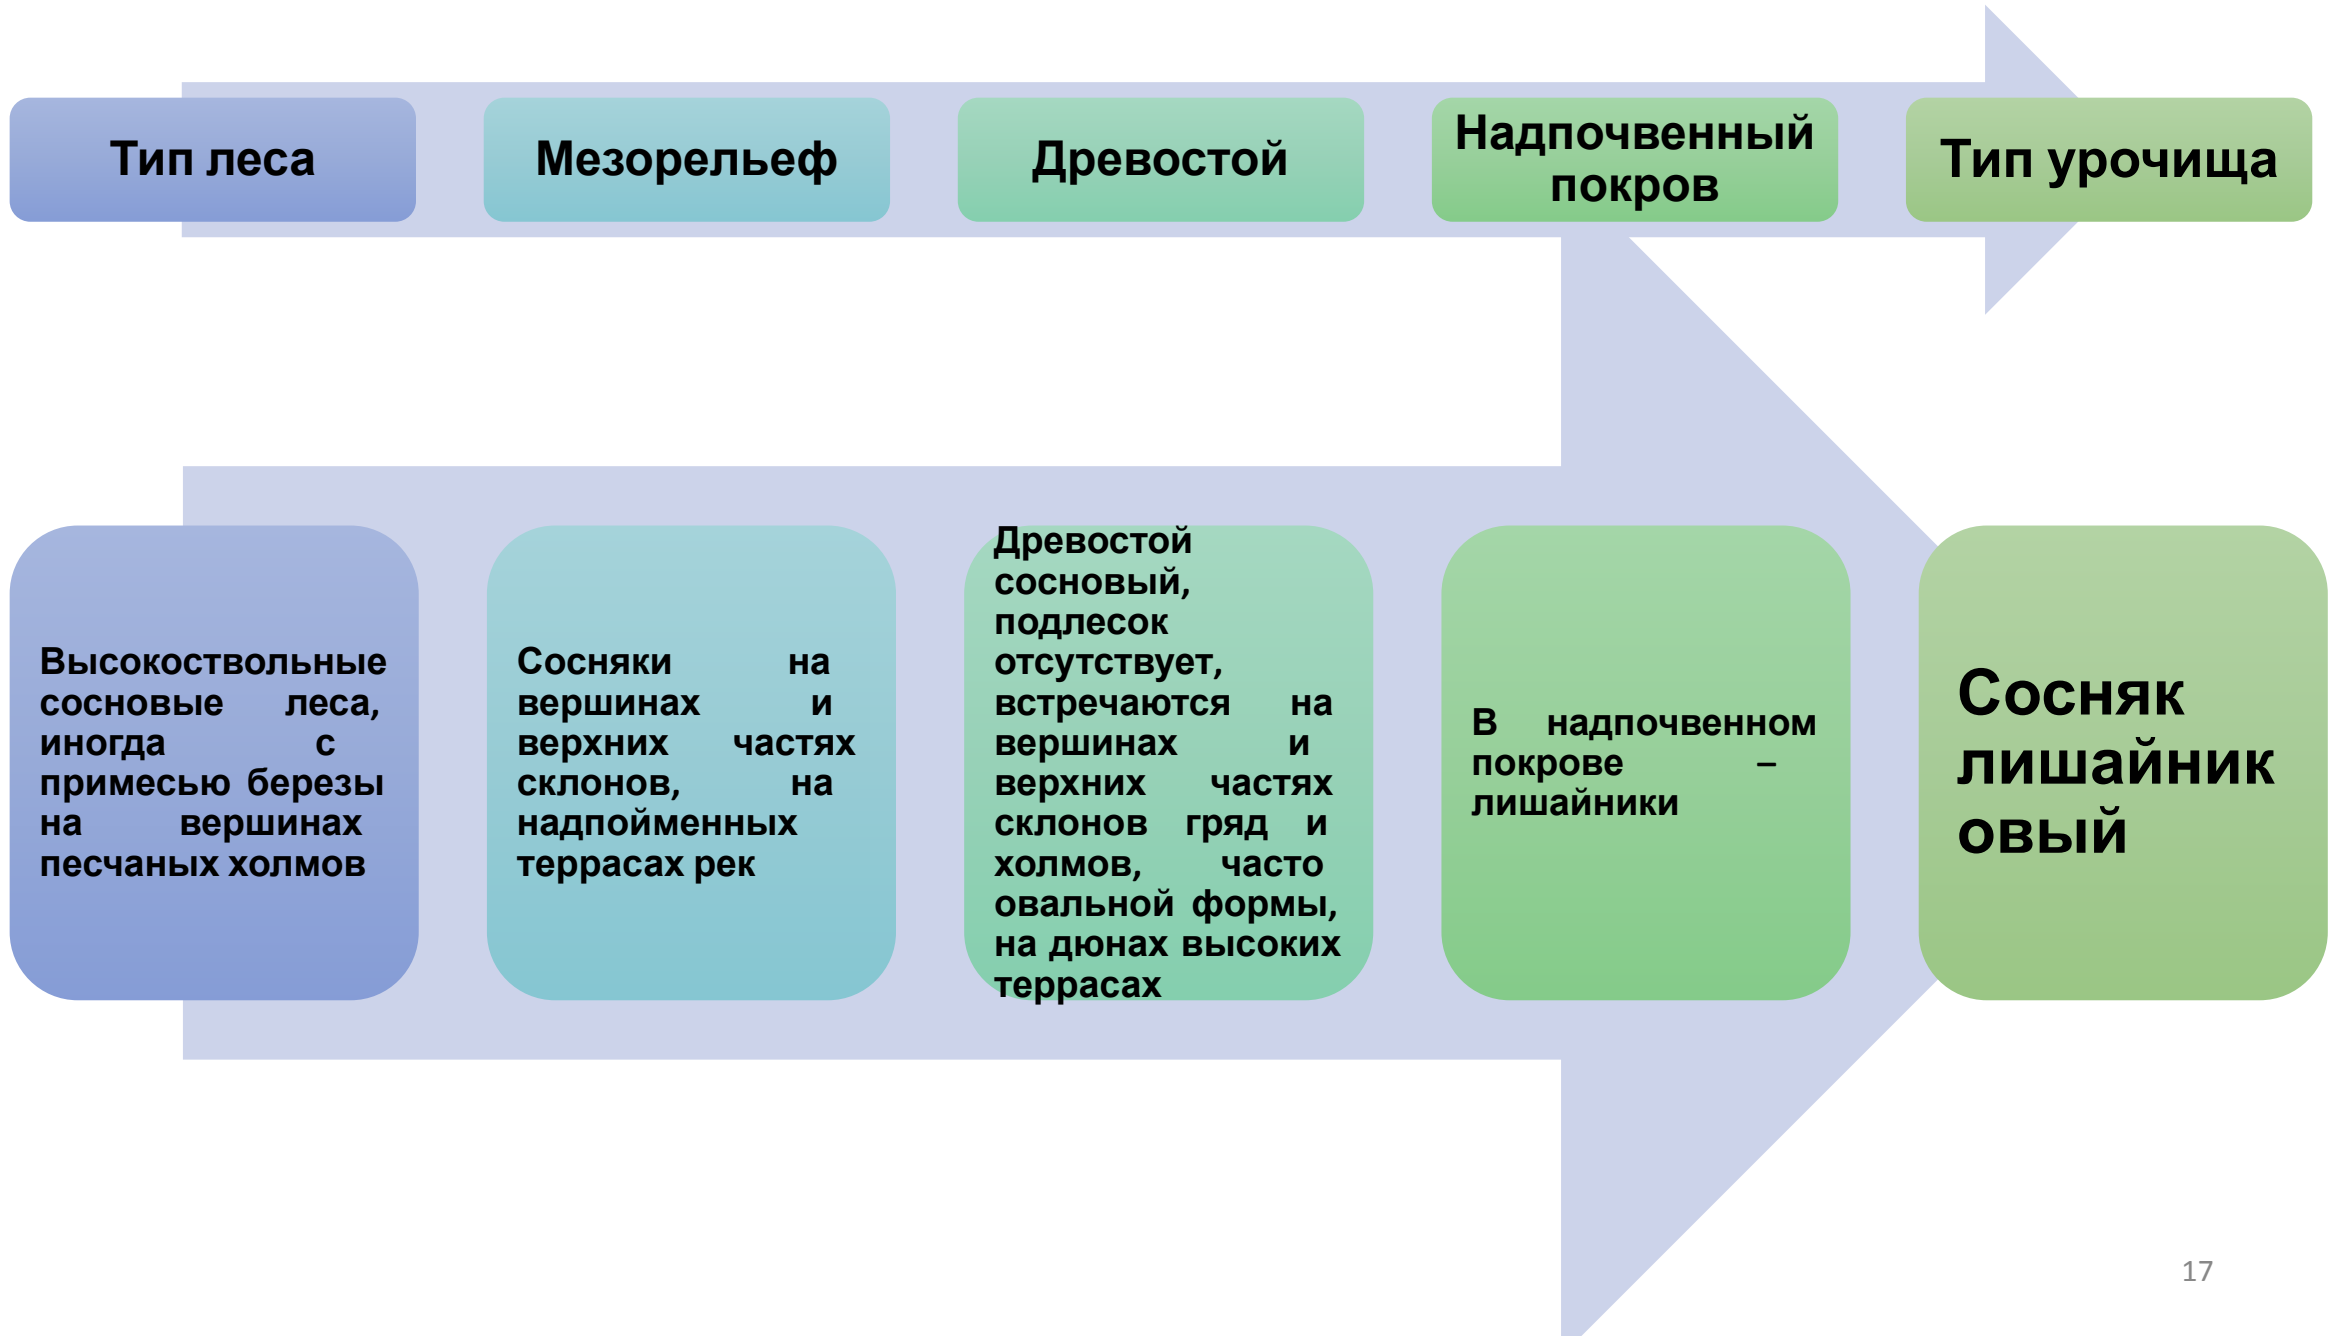 Тип леса
Мезорельеф
Древостой
Надпочвенный
покров
Тип урочища
Высокоствольные
сосновые леса,
иногда с
примесью березы
на вершинах
песчаных холмов
Сосняки на
вершинах и
верхних частях
склонов, на
надпойменных
террасах рек
Древостой
сосновый,
подлесок
отсутствует,
встречаются на
вершинах и
верхних частях
склонов гряд и
холмов, часто
овальной формы,
на дюнах высоких
террасах
В надпочвенном
покрове –
лишайники
Сосняк
лишайник
овый
17